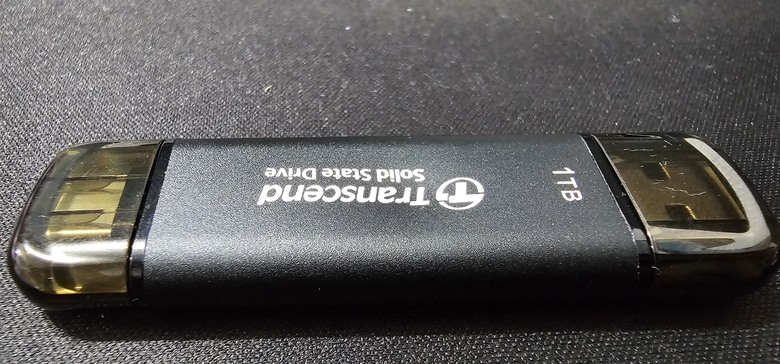 Transcend
Solid State Drive
1TB